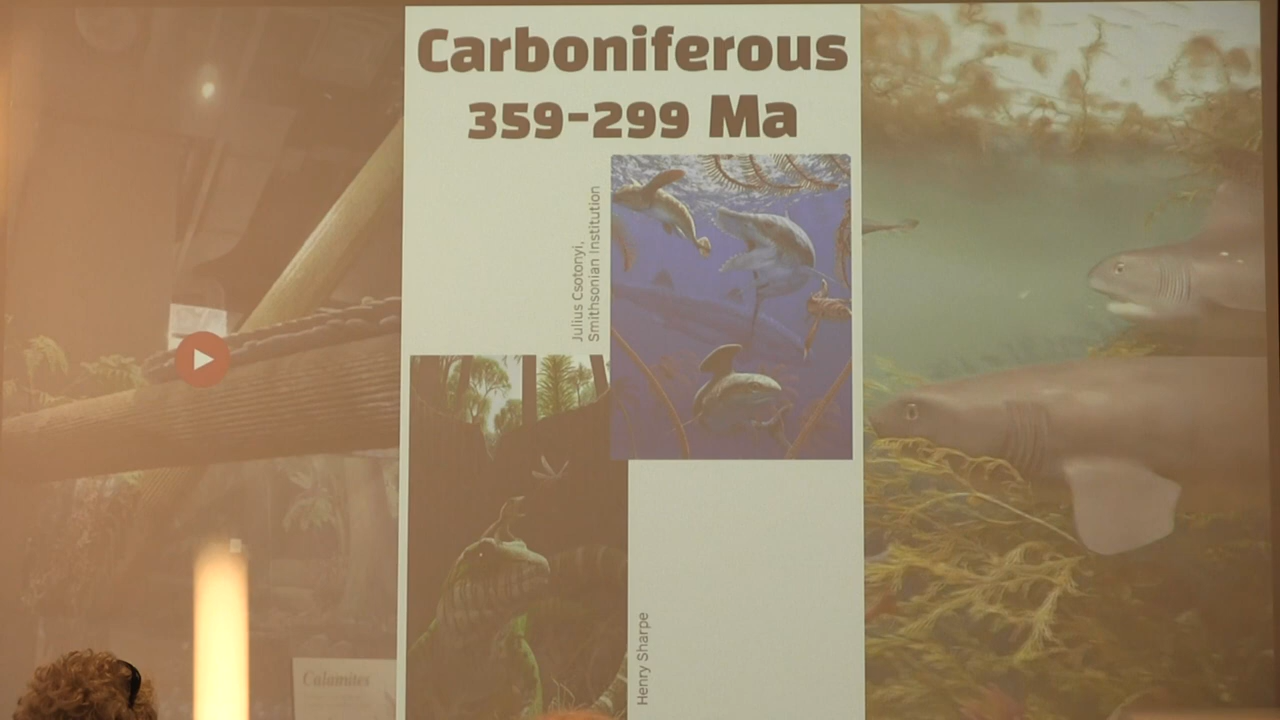 Carboniferous
359-299 Ma
Julius Csotonyi,
Smithsonian Institution
Henry Sharpe
Calamites